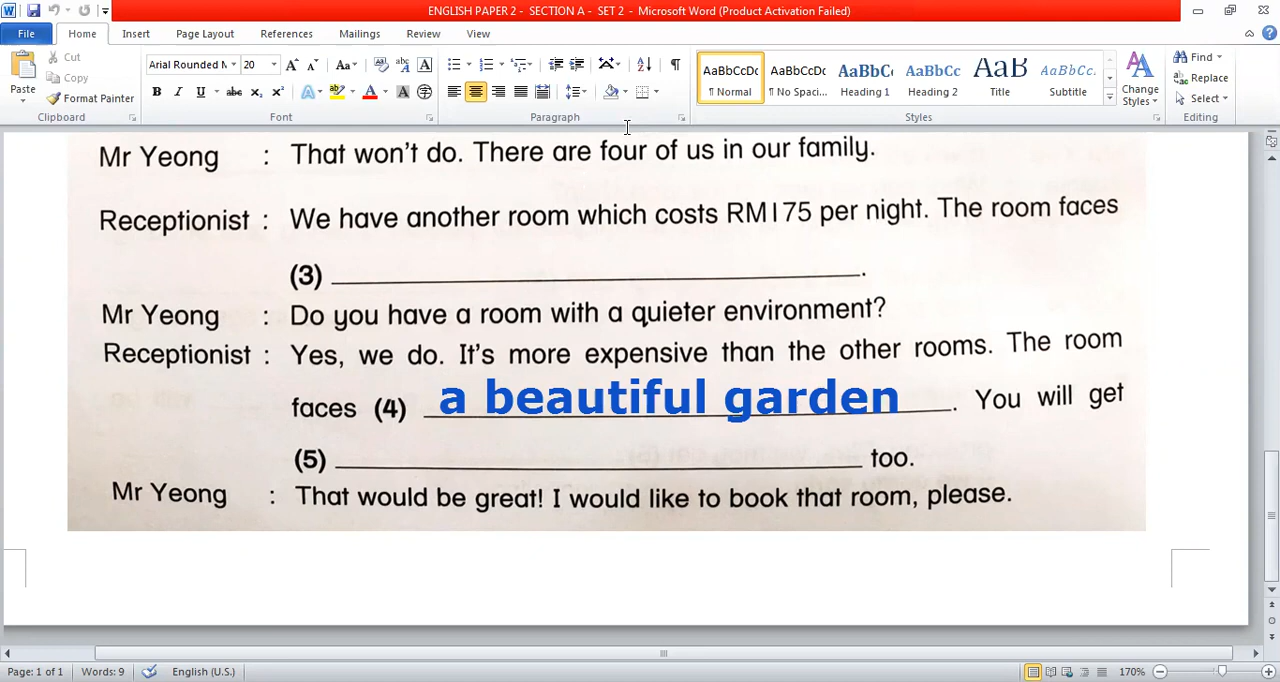 ENGLISH PAPER 2 - SECTION A - SET 2 - Microsoft Word (Product Activation Failed)
File Home Insert Page Layout References Mailings Review View
Cut
Copy
Paste
Format Painter
Clipboard
Arial Rounded M 20
Font
Paragraph
AaBbCcDc AaBbCcDc AaBbC AaBbCc AaB AaBbCc.
¶ Normal ¶ No Spaci... Heading 1 Heading 2 Title Subtitle
Change Styles
Styles
Find
Replace
Select
Editing
Mr Yeong : That won't do. There are four of us in our family.
Receptionist : We have another room which costs RM175 per night. The room faces
(3) ____________.
Mr Yeong : Do you have a room with a quieter environment?
Receptionist : Yes, we do. It's more expensive than the other rooms. The room
faces (4) a beautiful garden. You will get
(5) ____________ too.
Mr Yeong : That would be great! I would like to book that room, please.
Page: 1 of 1 Words: 9 English (U.S.) 170%